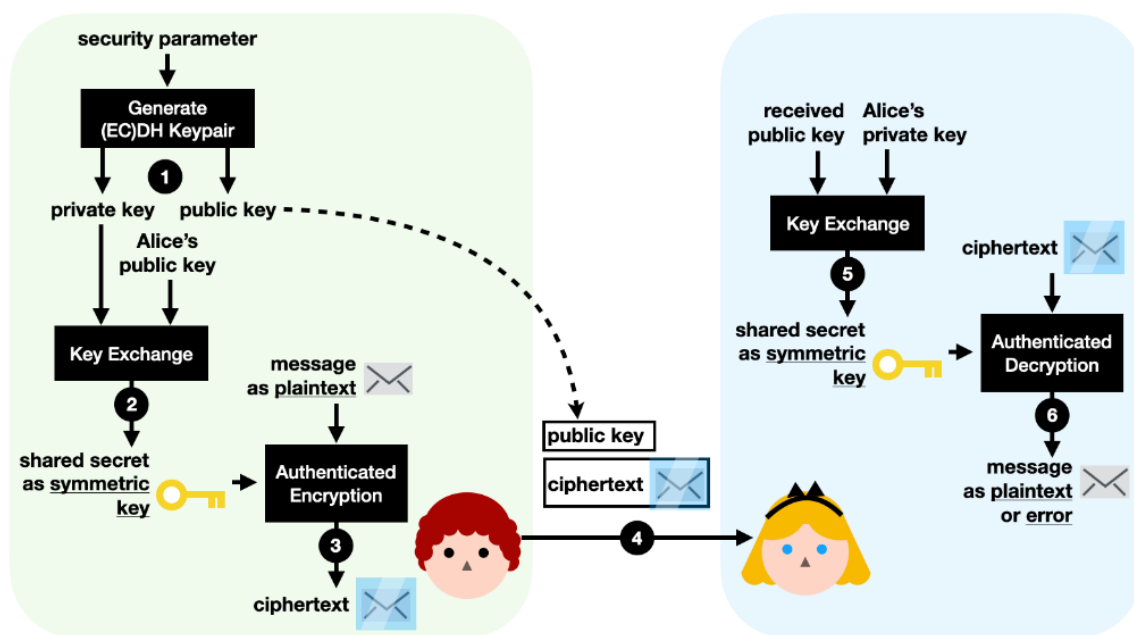 security parameter
Generate
(EC)DH Keypair
1
private key
public key
Alice's
public key
Key Exchange
2
shared secret
as symmetric
key
message
as plaintext
Authenticated
Encryption
3
ciphertext
public key
ciphertext
4
received
public key
Alice's
private key
Key Exchange
5
shared secret
as symmetric
key
ciphertext
Authenticated
Decryption
6
message
as plaintext
or error